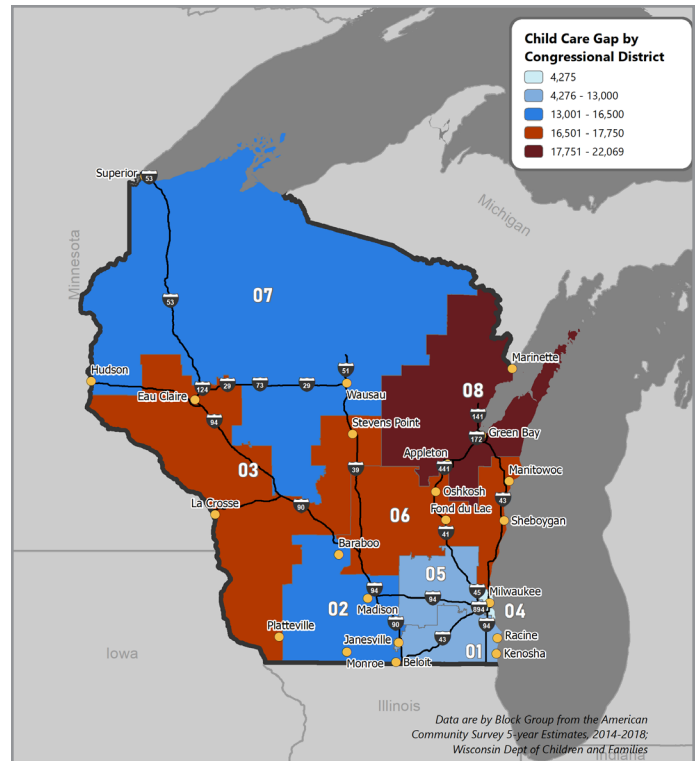 Child Care Gap by
Congressional District
4,275
4,276 - 13,000
13,001 - 16,500
16,501 - 17,750
17,751 - 22,069
Superior
53
Michigan
Minnesota
07
53
Marinette
Hudson
51
124
29
73
29
Wausau
08
Eau Claire
94
141
Stevens Point
172
Green Bay
Appleton
441
03
39
Manitowoc
Oshkosh
43
La Crosse
90
Fond du Lac
06
Sheboygan
41
Baraboo
05
94
94
45
Milwaukee
894
04
02
Madison
90
94
Platteville
43
Racine
Janesville
01
Kenosha
Iowa
Monroe
Beloit
Illinois
Data are by Block Group from the American
Community Survey 5-year Estimates, 2014-2018;
Wisconsin Dept of Children and Families
Indiana